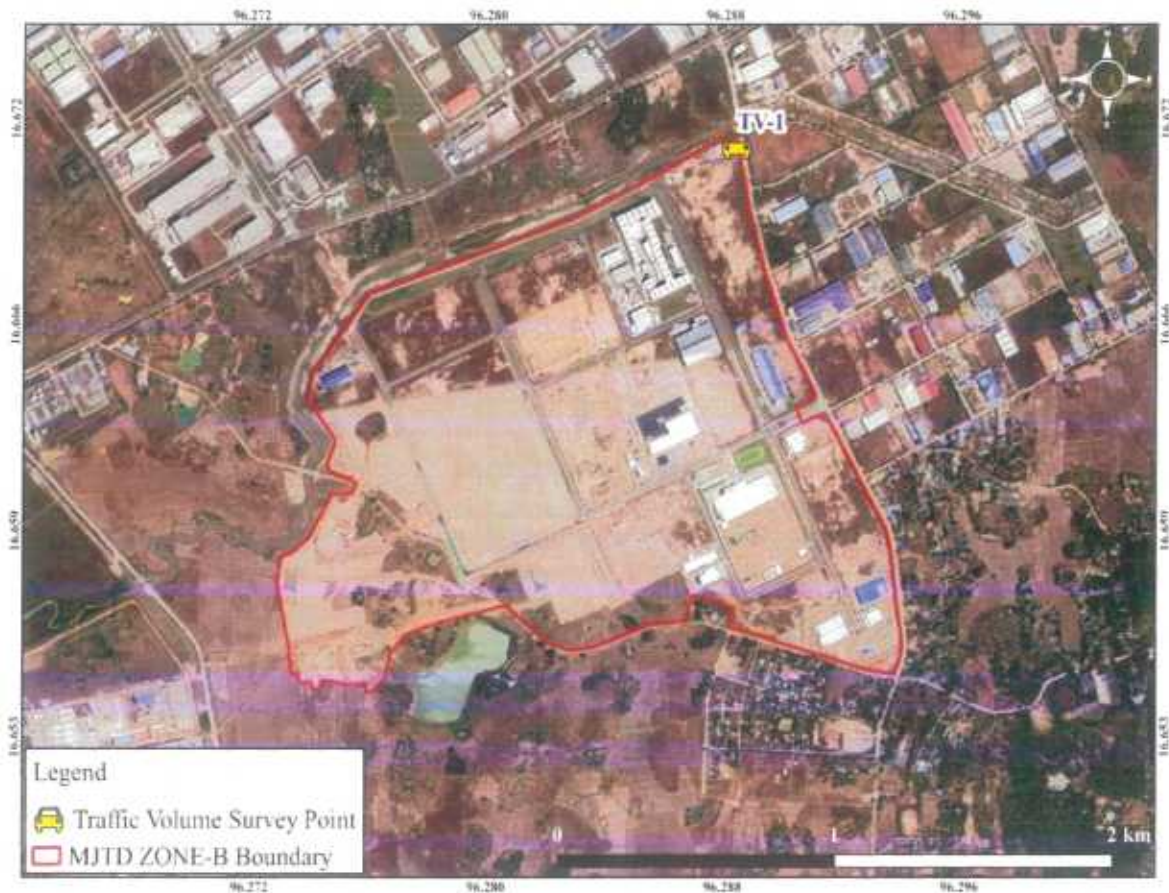 96.272 96.280 96.288 96.296
16.672 16.672
TV-1
16.666 16.666
16.659 16.659
16.653 16.653
Legend
Traffic Volume Survey Point
MJTD ZONE-B Boundary
0 1 2 km
96.272 96.280 96.288 96.296